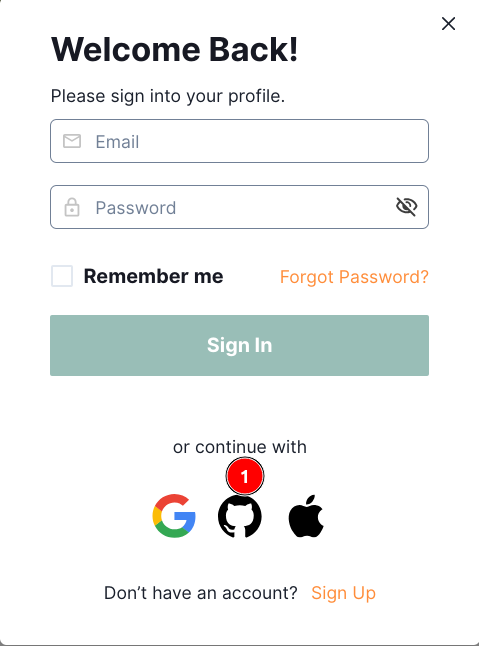 Welcome Back!
Please sign into your profile.
Email
Password
Remember me Forgot Password?
Sign In
or continue with
1
Don’t have an account? Sign Up